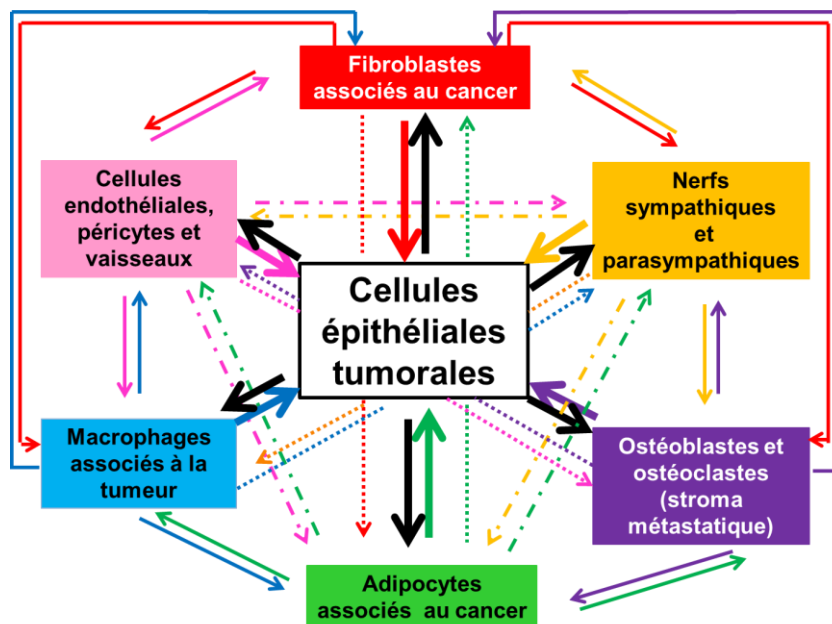 Fibroblastes
associés au cancer
Cellules
endothéliales,
péricytes et
vaisseaux
Nerfs
sympathiques
et
parasympathiques
Cellules
épithéliales
tumorales
Macrophages
associés à la
tumeur
Ostéoblastes et
ostéoclastes
(stroma
métastatique)
Adipocytes
associés au cancer